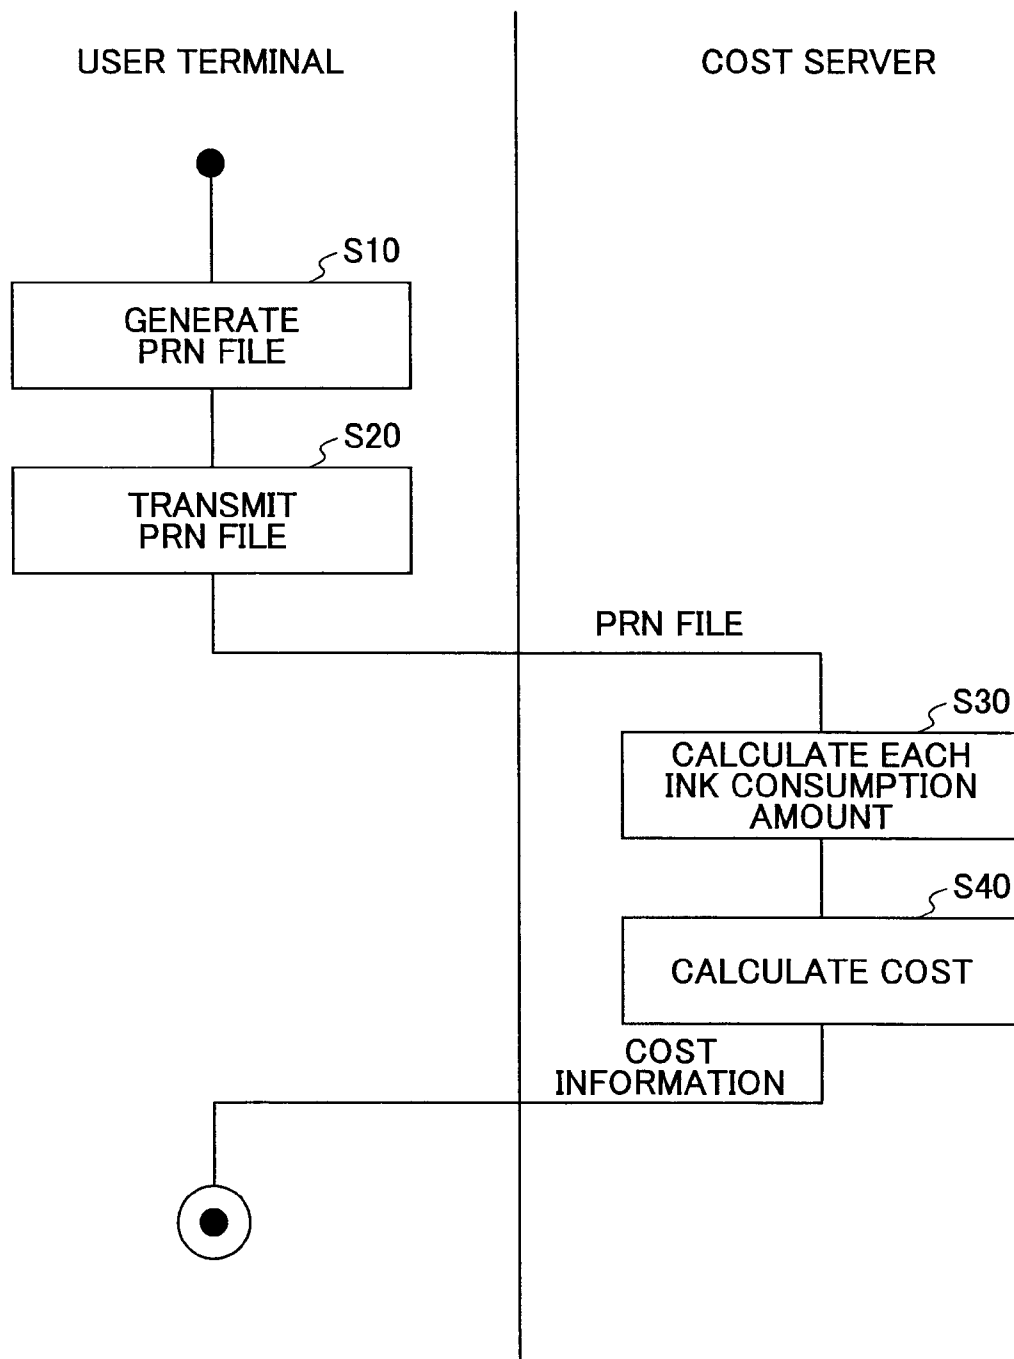 USER TERMINAL
COST SERVER
S10
GENERATE
PRN FILE
S20
TRANSMIT
PRN FILE
PRN FILE
S30
CALCULATE EACH
INK CONSUMPTION
AMOUNT
S40
CALCULATE COST
COST
INFORMATION